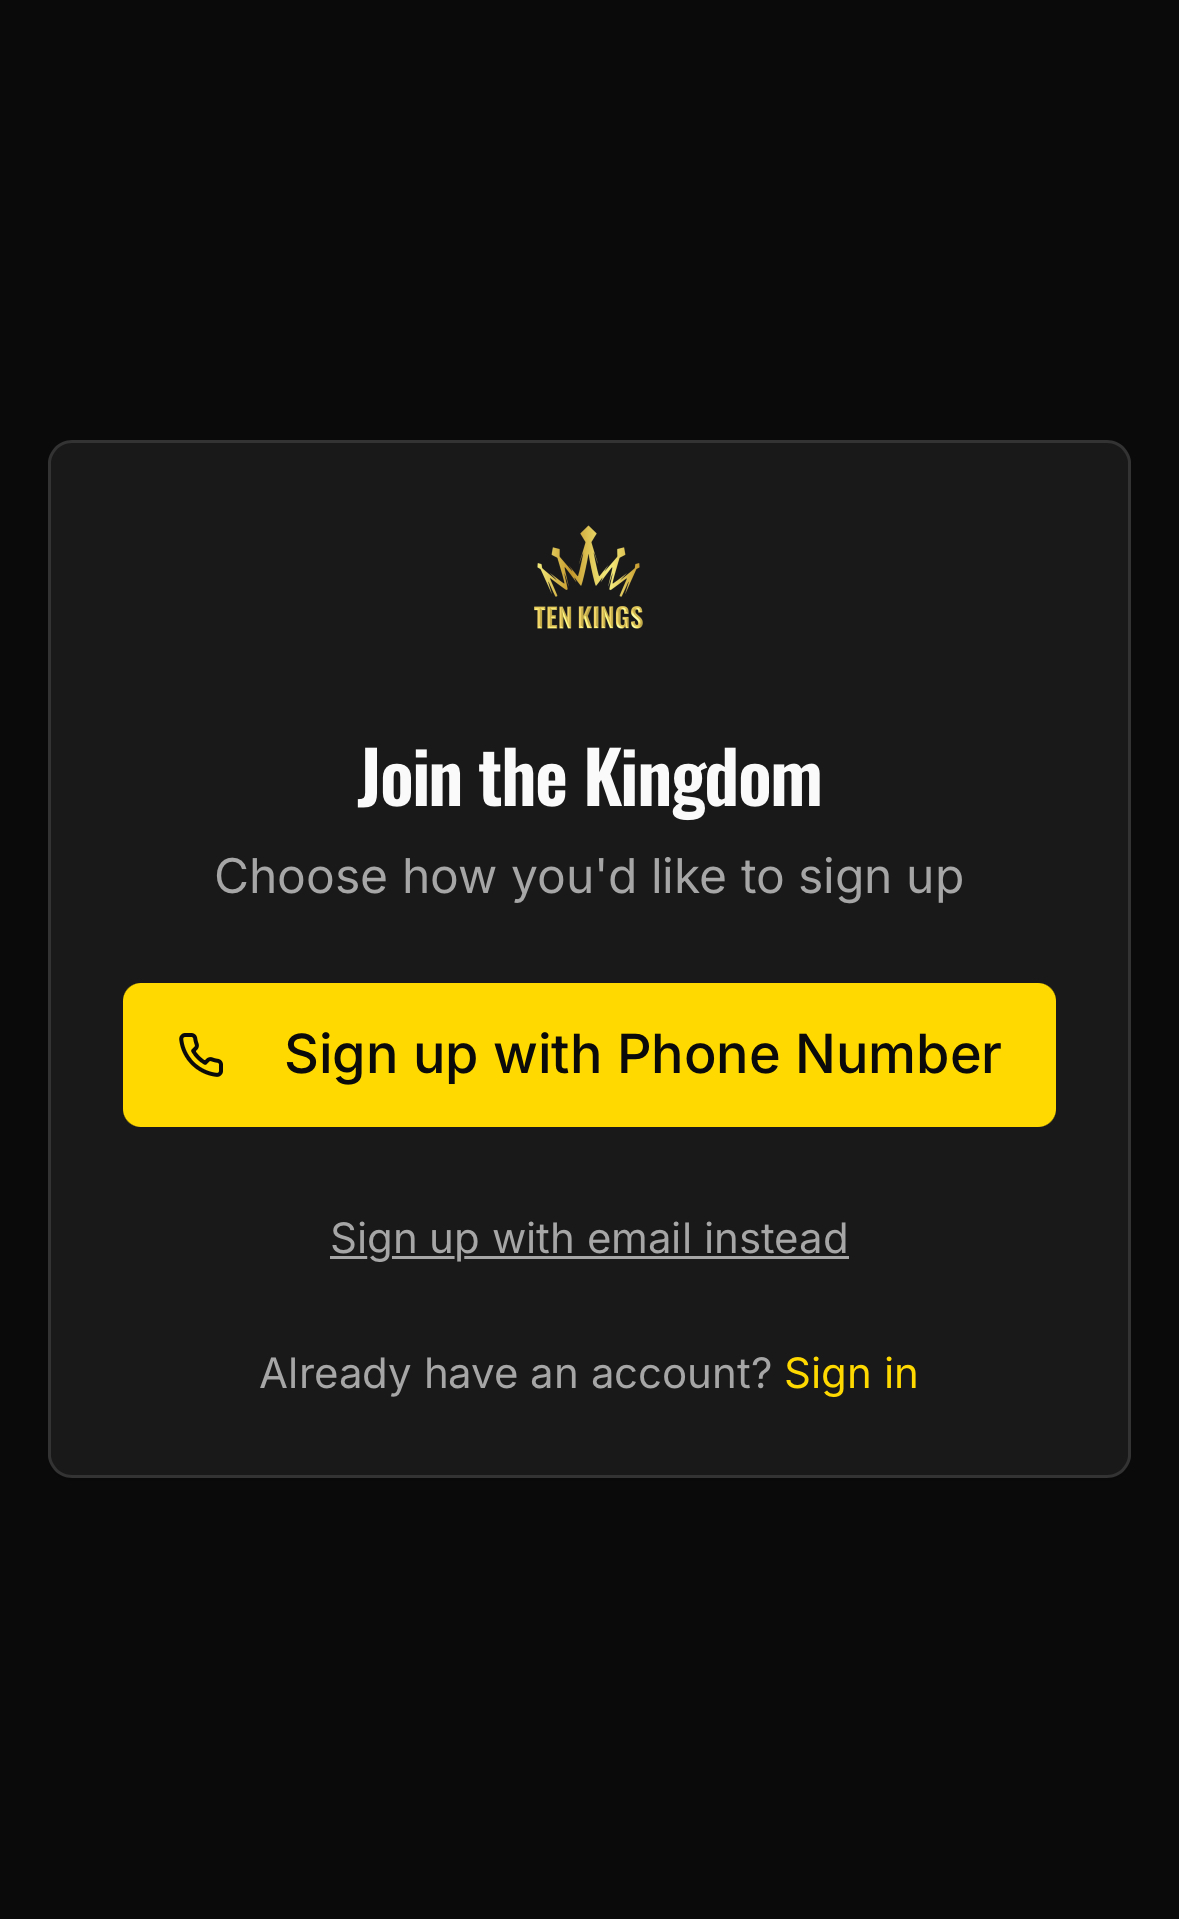 TEN KINGS
Join the Kingdom
Choose how you'd like to sign up
Sign up with Phone Number
Sign up with email instead
Already have an account? Sign in